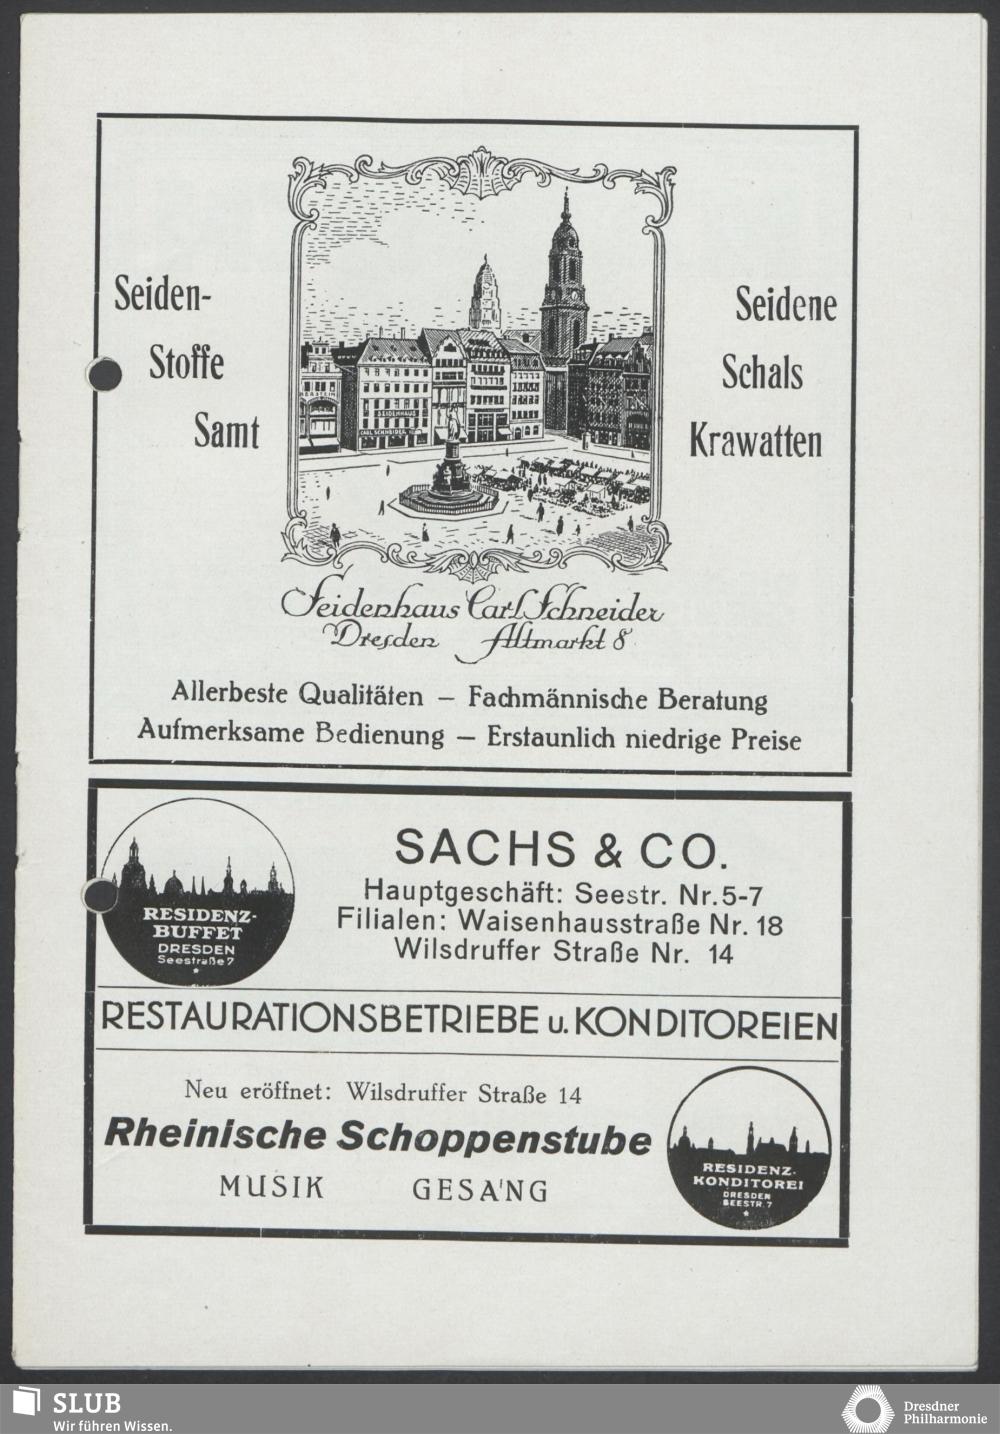 Seiden-
Stoffe
Samt
Seidene
Schals
Krawatten
SEIDENHAUS
CARL SCHNEIDER
Seidenhaus Carl Schneider
Dresden Altmarkt 8
Allerbeste Qualitäten — Fachmännische Beratung
Aufmerksame Bedienung — Erstaunlich niedrige Preise
RESIDENZ-
BUFFET
DRESDEN
Seestraße 7
SACHS & CO.
Hauptgeschäft: Seestr. Nr. 5-7
Filialen: Waisenhausstraße Nr. 18
Wilsdruffer Straße Nr. 14
RESTAURATIONSBETRIEBE u. KONDITOREIEN
Neu eröffnet: Wilsdruffer Straße 14
Rheinische Schoppenstube
MUSIK GESANG
RESIDENZ-
KONDITOREI
DRESDEN
SEESTR. 7
SLUB
Wir führen Wissen.
Dresdner
Philharmonie